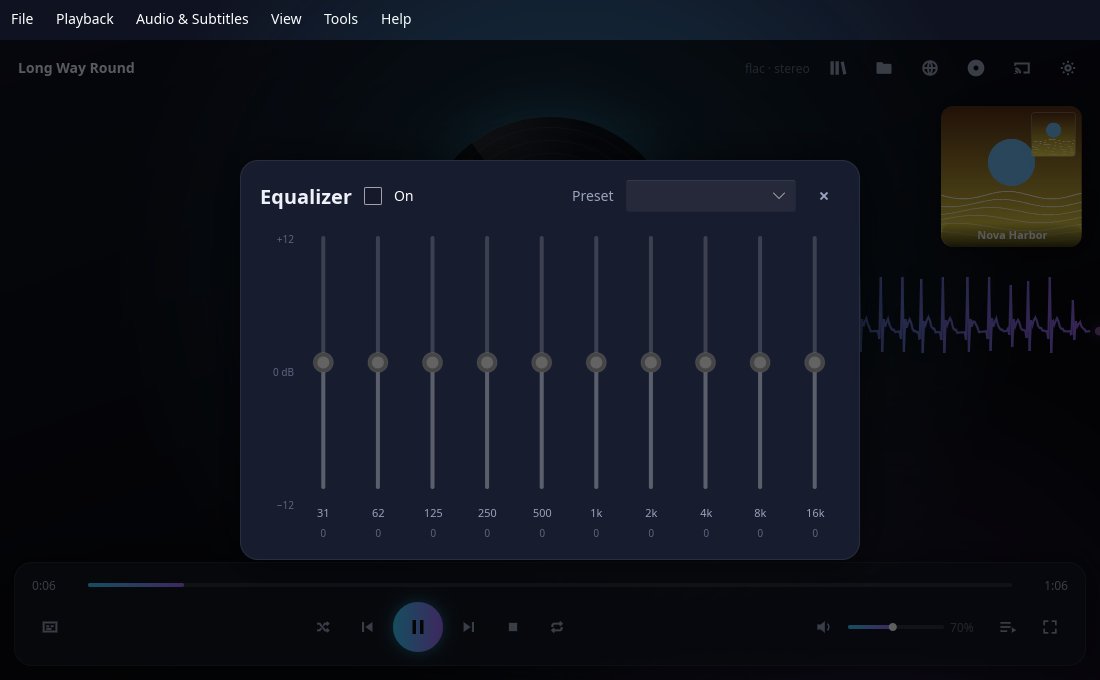 File Playback Audio & Subtitles View Tools Help
Long Way Round
flac · stereo
Nova Harbor
Equalizer On Preset
+12
0 dB
−12
31 62 125 250 500 1k 2k 4k 8k 16k
0 0 0 0 0 0 0 0 0 0
0:06 1:06
70%